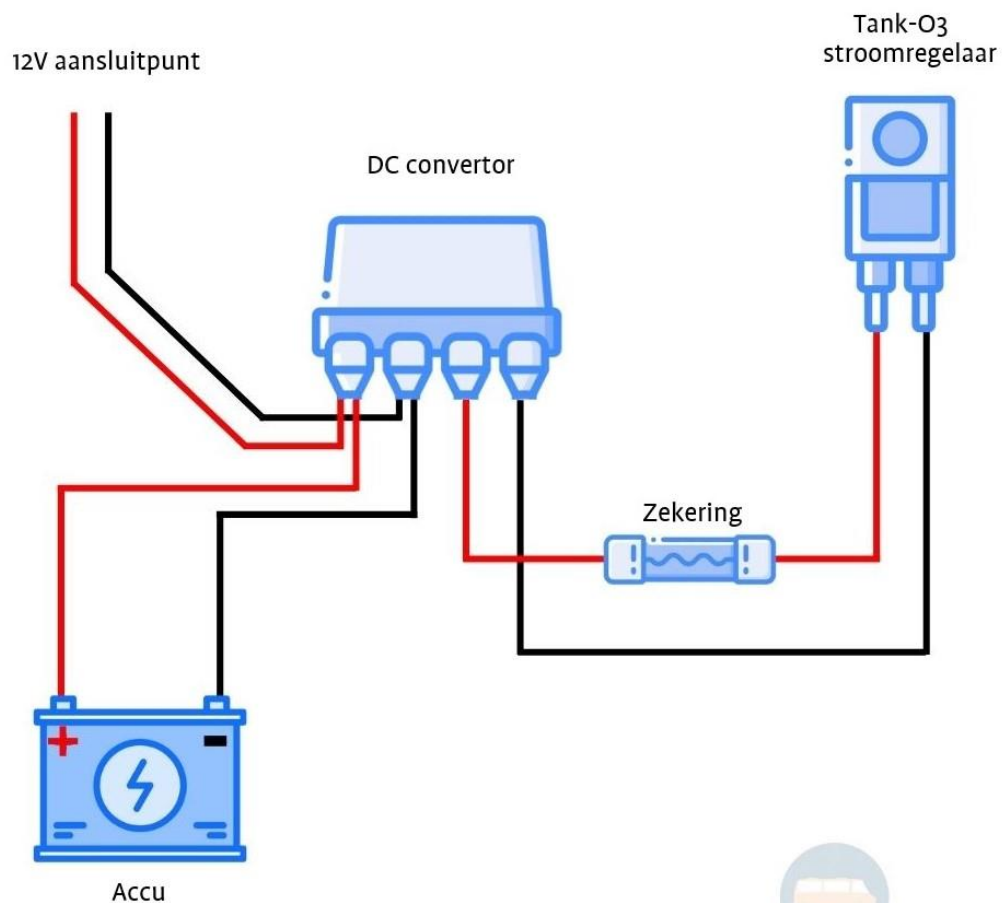 12V aansluitpunt
Tank-O3
stroomregelaar
DC convertor
Zekering
Accu